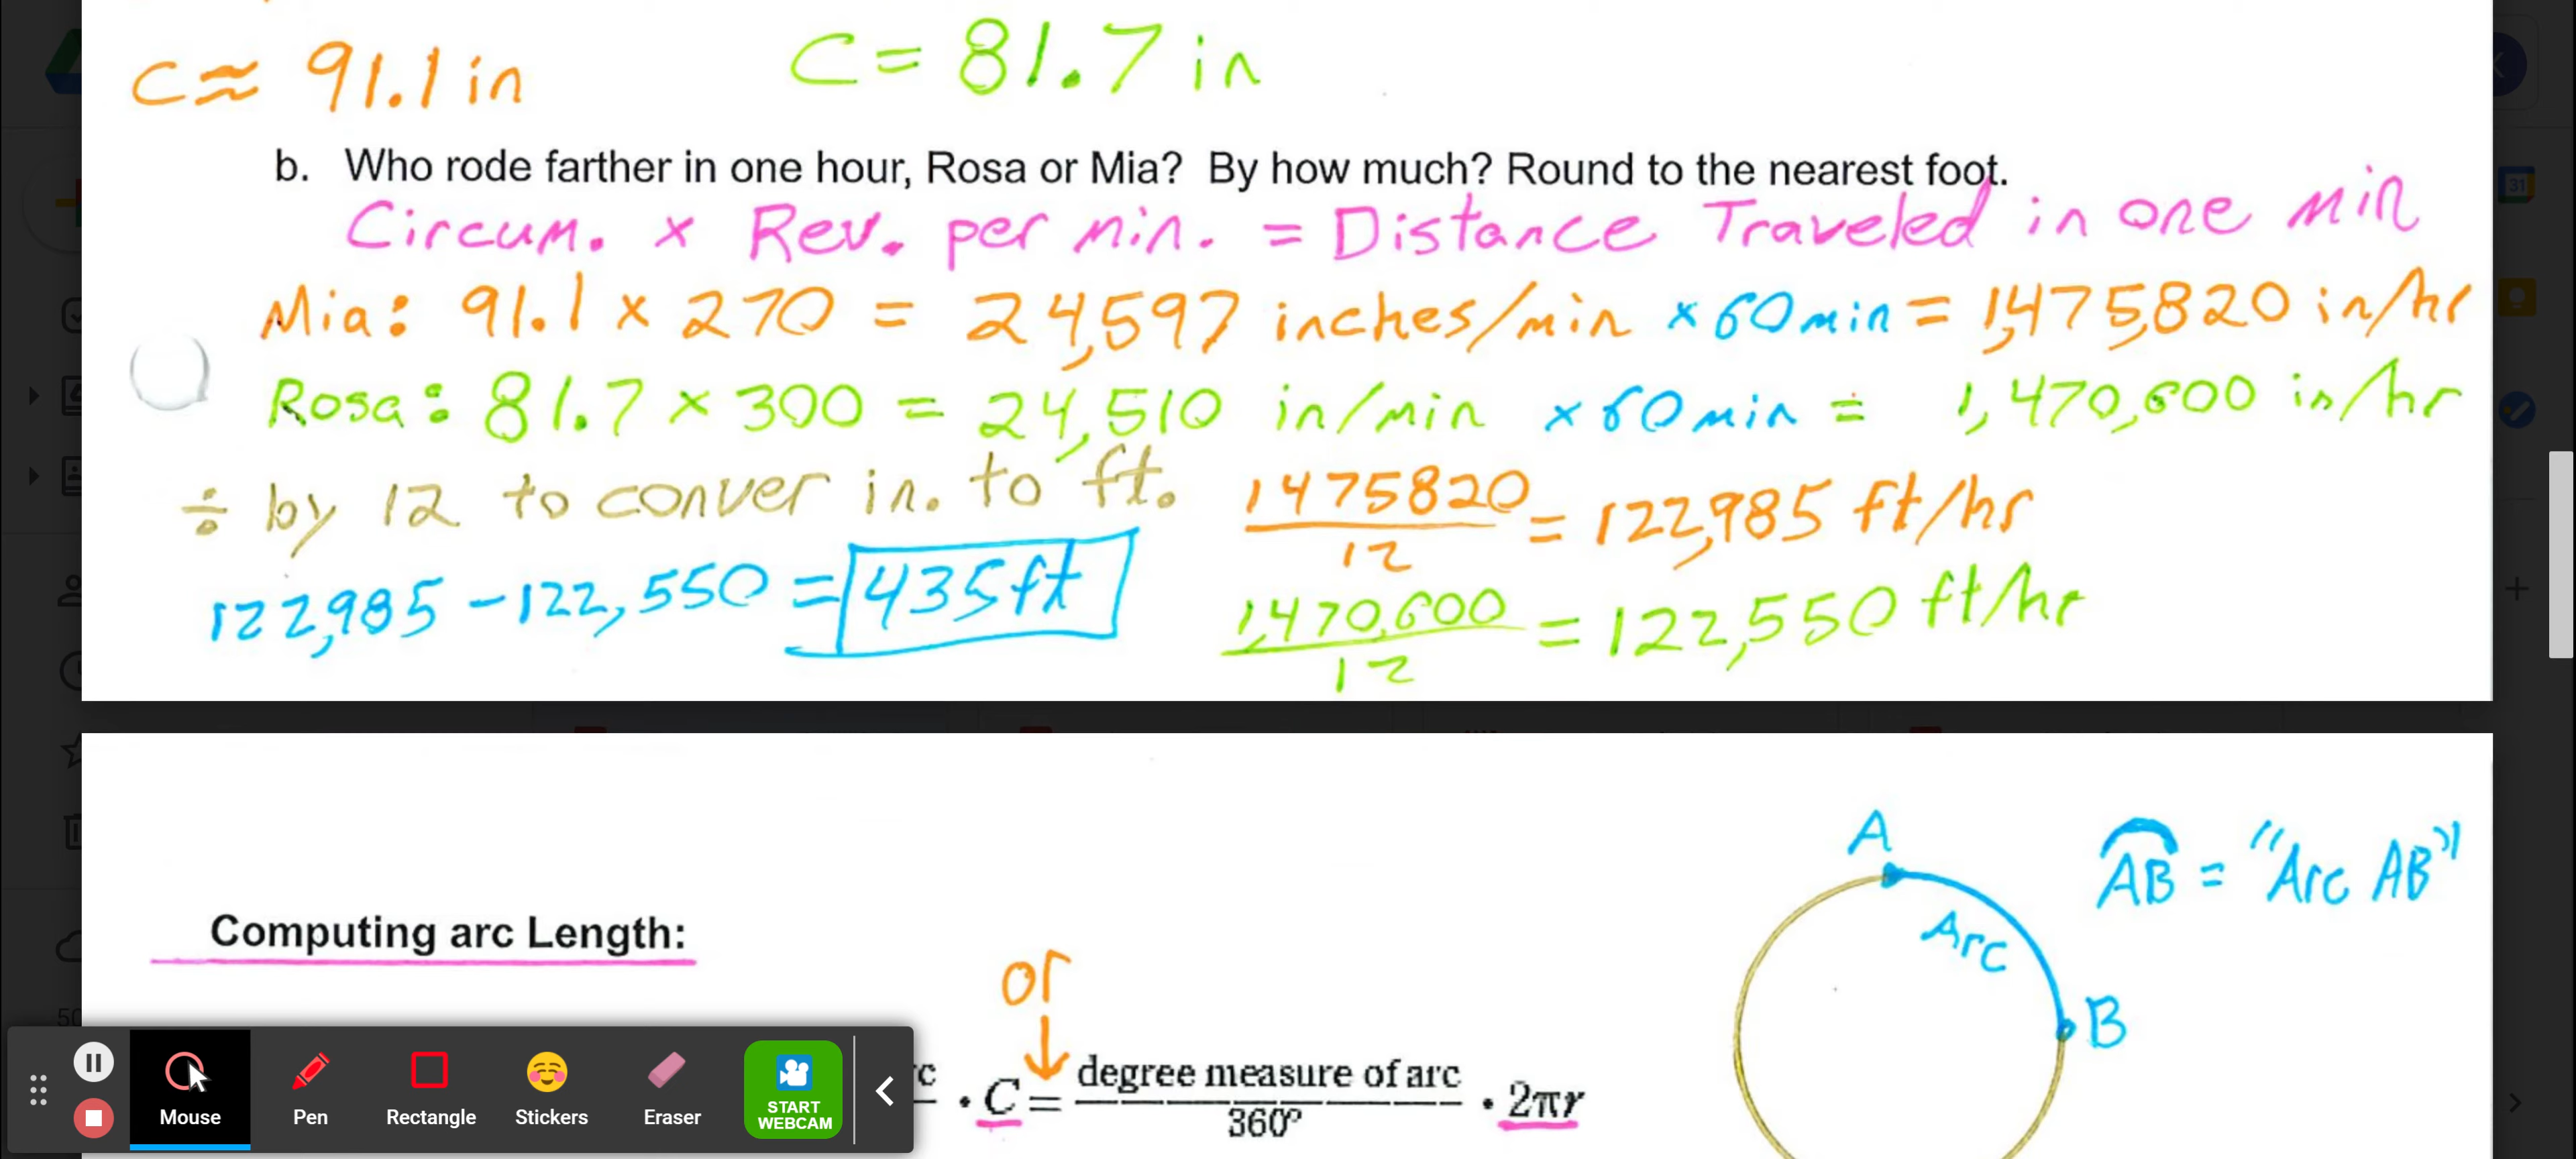 C ≈ 91.1 in
C = 81.7 in
b. Who rode farther in one hour, Rosa or Mia? By how much? Round to the nearest foot.
Circum. x Rev. per min. = Distance Traveled in one Min
Mia: 91.1 x 270 = 24,597 inches/min x 60 min = 1,475,820 in/hr
Rosa: 81.7 x 300 = 24,510 in/min x 60 min = 1,470,600 in/hr
÷ by 12 to conver in. to ft.
1475820/12 = 122,985 ft/hr
122,985 - 122,550 = 435 ft
1,470,600/12 = 122,550 ft/hr
A
AB = "Arc AB"
Computing arc Length:
Arc
or
B
rc
· C = degree measure of arc/360° · 2πr
Mouse
Pen
Rectangle
Stickers
Eraser
START
WEBCAM
31